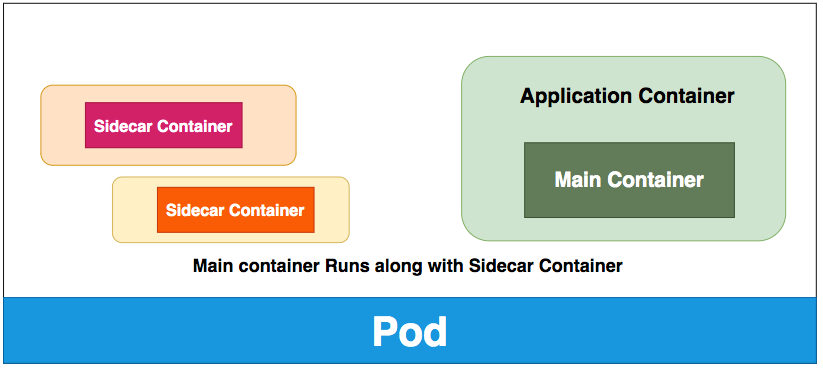 Application Container
Sidecar Container
Main Container
Sidecar Container
Main container Runs along with Sidecar Container
Pod